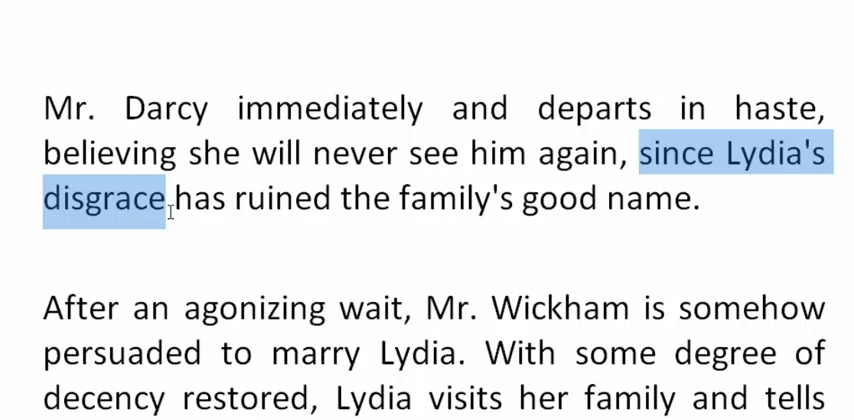 Mr. Darcy immediately and departs in haste,
believing she will never see him again, since Lydia's
disgrace has ruined the family's good name.
After an agonizing wait, Mr. Wickham is somehow
persuaded to marry Lydia. With some degree of
decency restored, Lydia visits her family and tells